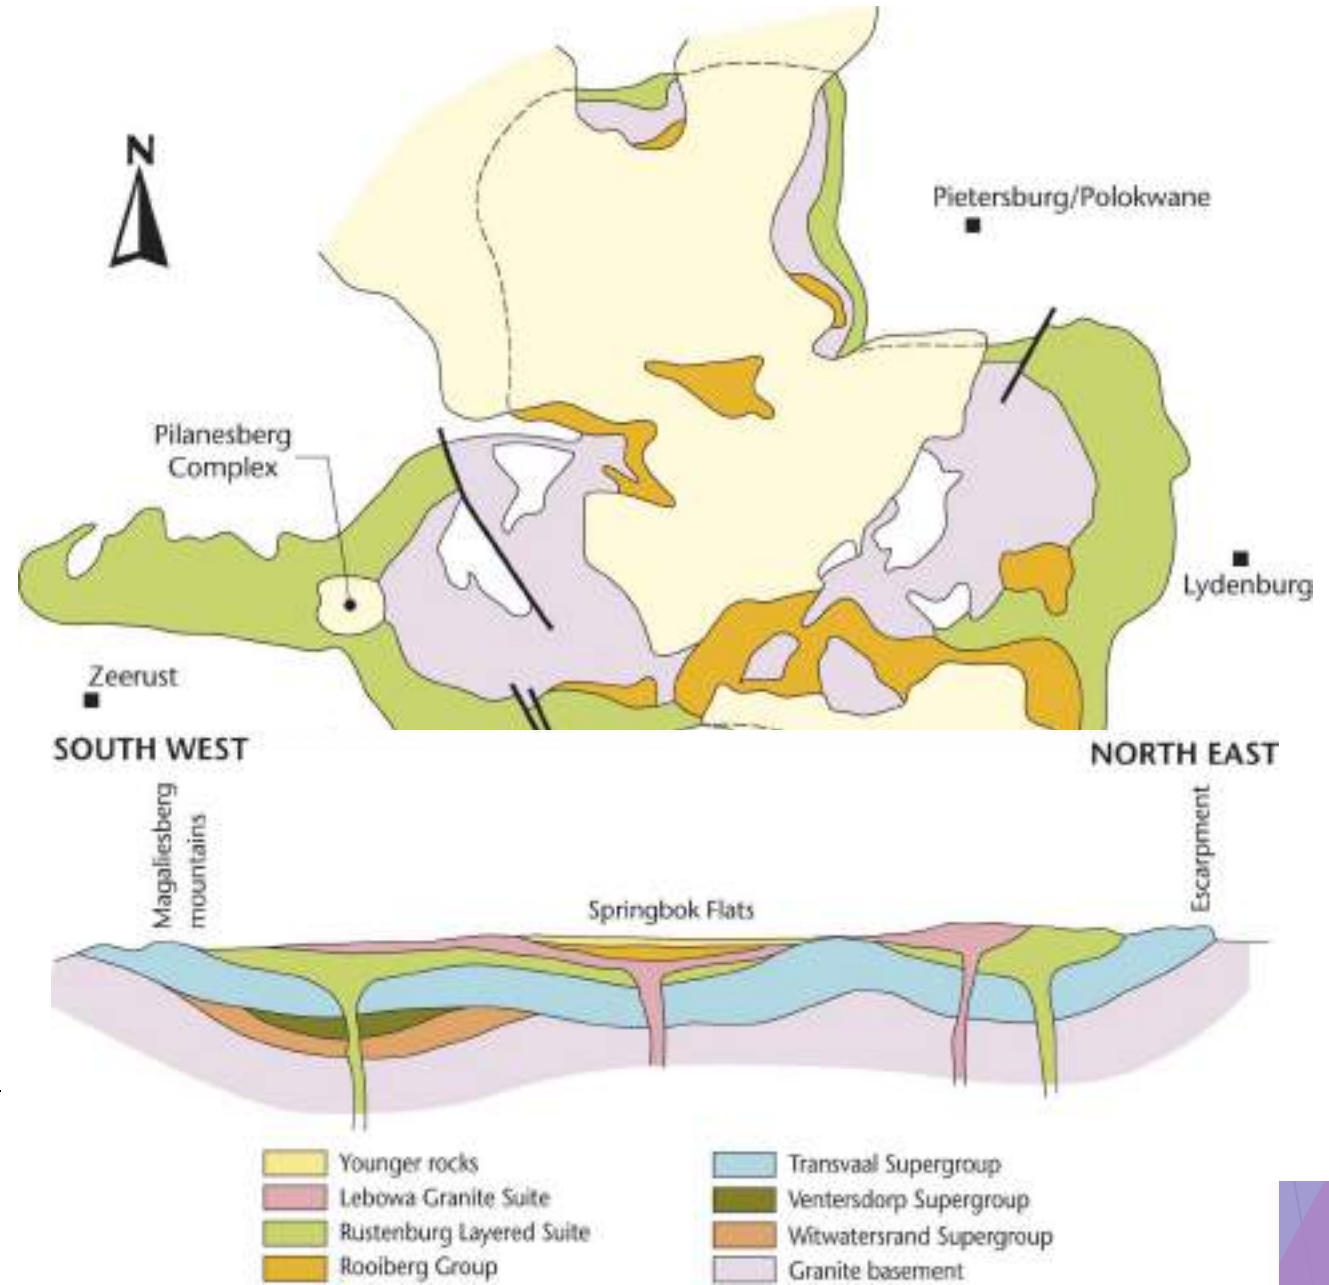 N
Pietersburg/Polokwane
Pilanesberg
Complex
Lydenburg
Zeerust
SOUTH WEST
NORTH EAST
Magaliesberg
mountains
Escarpment
Springbok Flats
Younger rocks
Lebowa Granite Suite
Rustenburg Layered Suite
Rooiberg Group
Transvaal Supergroup
Ventersdorp Supergroup
Witwatersrand Supergroup
Granite basement